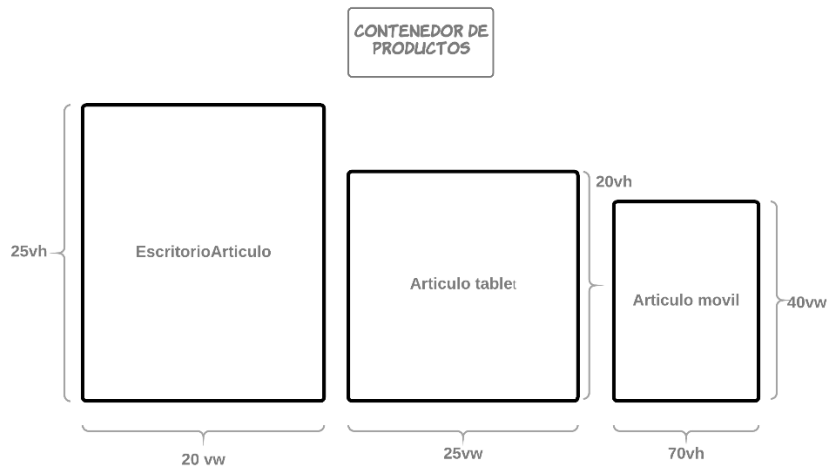 CONTENEDOR DE
PRODUCTOS
25vh
EscritorioArticulo
20 vw
Articulo tablet
20vh
25vw
Articulo movil
40vw
70vh